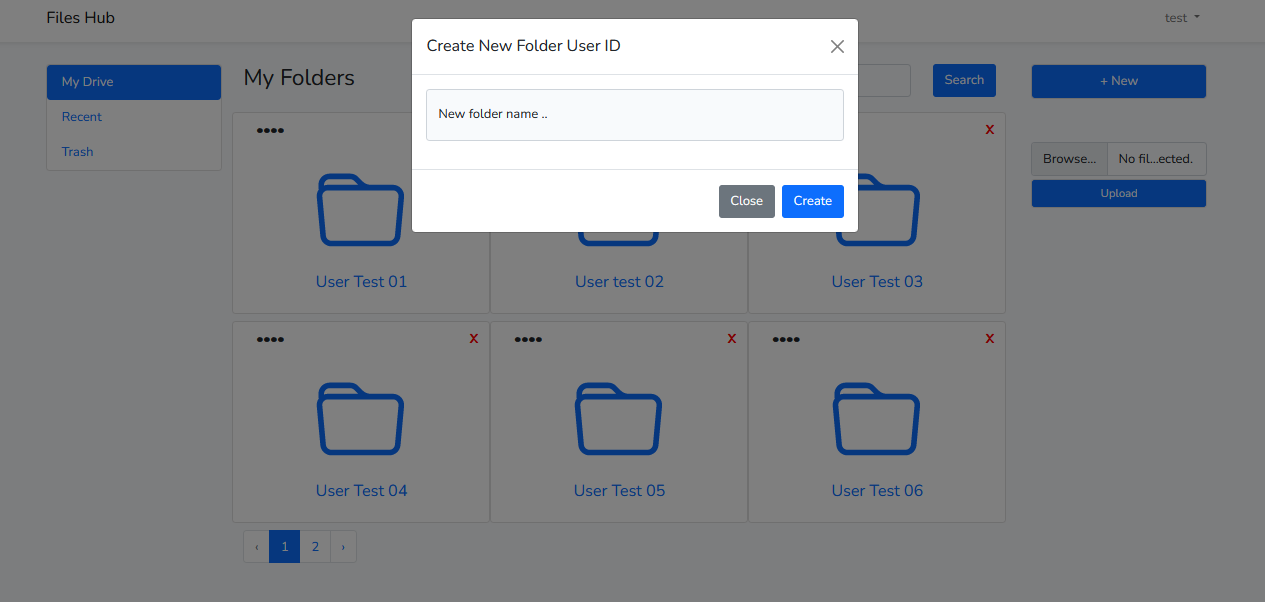 Files Hub
test
Create New Folder User ID
My Drive
Recent
Trash
My Folders
Search
+ New
New folder name ..
Browse...
No fil...ected.
Upload
Close
Create
X
User Test 01
User test 02
User Test 03
X
X
X
User Test 04
User Test 05
User Test 06
‹ 1 2 ›